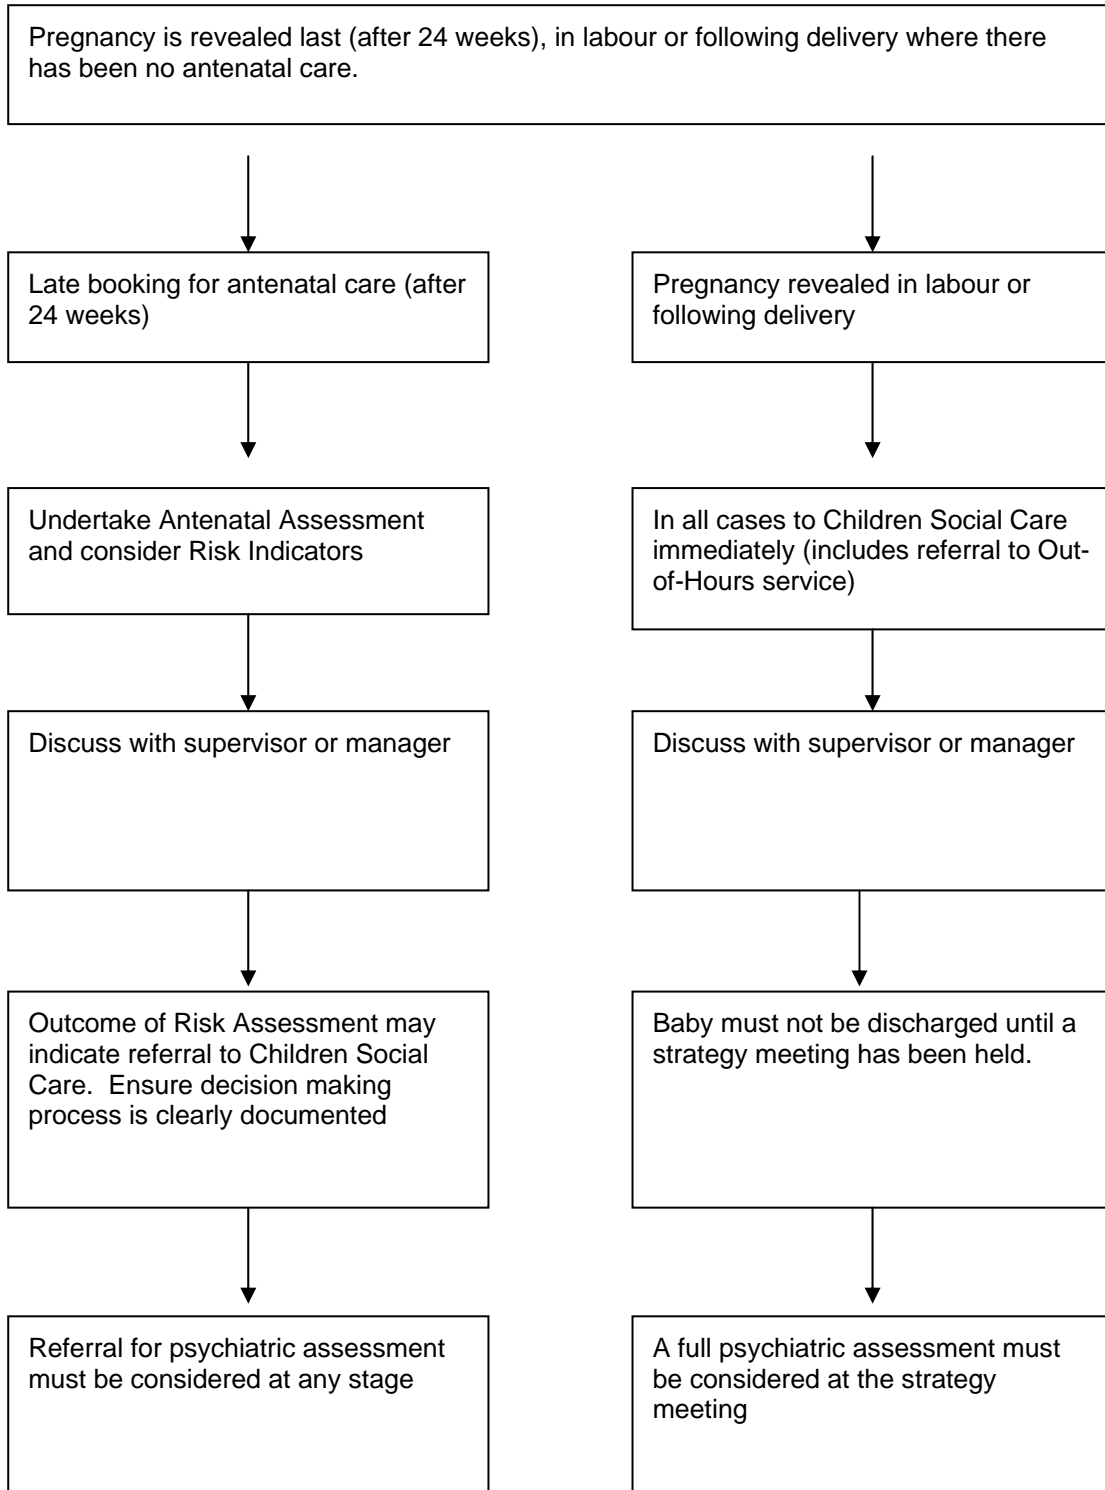 Pregnancy is revealed last (after 24 weeks), in labour or following delivery where there
has been no antenatal care.
Late booking for antenatal care (after
24 weeks)
Pregnancy revealed in labour or
following delivery
Undertake Antenatal Assessment
and consider Risk Indicators
In all cases to Children Social Care
immediately (includes referral to Out-
of-Hours service)
Discuss with supervisor or manager
Discuss with supervisor or manager
Outcome of Risk Assessment may
indicate referral to Children Social
Care.  Ensure decision making
process is clearly documented
Baby must not be discharged until a
strategy meeting has been held.
Referral for psychiatric assessment
must be considered at any stage
A full psychiatric assessment must
be considered at the strategy
meeting